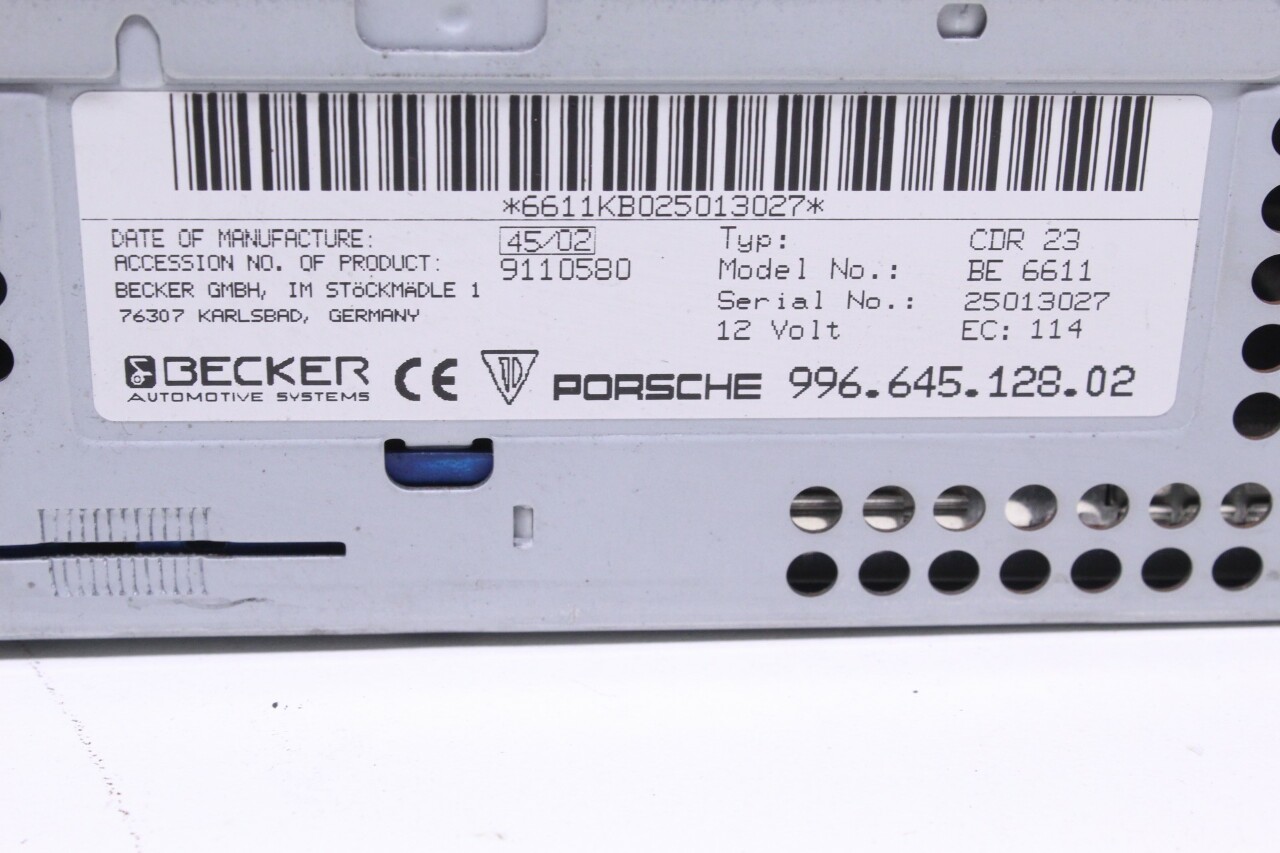 *6611KB025013027*
DATE OF MANUFACTURE: 45/02
ACCESSION NO. OF PRODUCT: 9110580
BECKER GMBH, IM STÖCKMÄDLE 1
76307 KARLSBAD, GERMANY
Typ: CDR 23
Model No.: BE 6611
Serial No.: 25013027
12 Volt EC: 114
BECKER
AUTOMOTIVE SYSTEMS
CE
PORSCHE 996.645.128.02